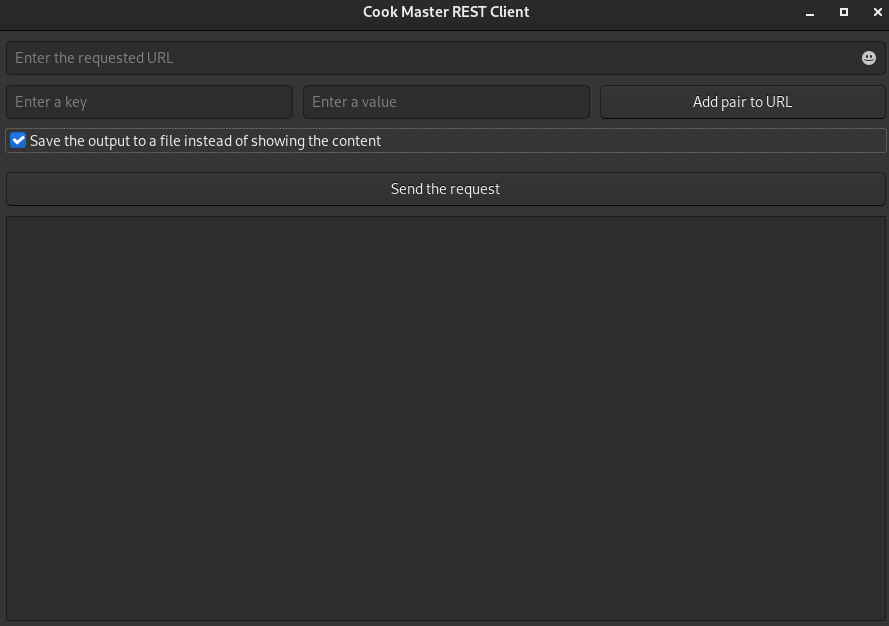 Cook Master REST Client
Enter the requested URL
Enter a key
Enter a value
Add pair to URL
Save the output to a file instead of showing the content
Send the request